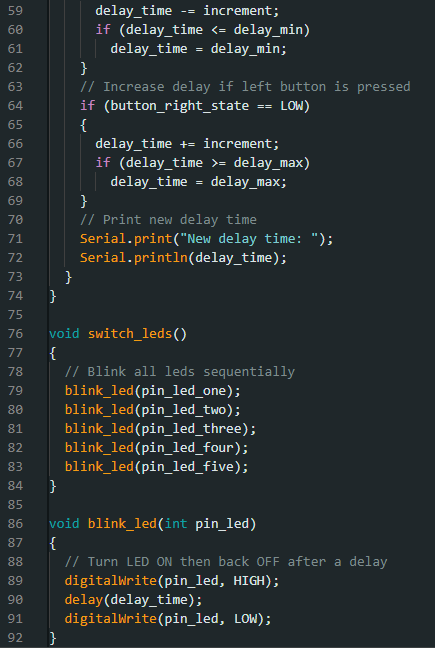 59 delay_time -= increment;
60 if (delay_time <= delay_min)
61 delay_time = delay_min;
62 }
63 // Increase delay if left button is pressed
64 if (button_right_state == LOW)
65 {
66 delay_time += increment;
67 if (delay_time >= delay_max)
68 delay_time = delay_max;
69 }
70 // Print new delay time
71 Serial.print("New delay time: ");
72 Serial.println(delay_time);
73 }
74 }
75
76 void switch_leds()
77 {
78 // Blink all leds sequentially
79 blink_led(pin_led_one);
80 blink_led(pin_led_two);
81 blink_led(pin_led_three);
82 blink_led(pin_led_four);
83 blink_led(pin_led_five);
84 }
85
86 void blink_led(int pin_led)
87 {
88 // Turn LED ON then back OFF after a delay
89 digitalWrite(pin_led, HIGH);
90 delay(delay_time);
91 digitalWrite(pin_led, LOW);
92 }